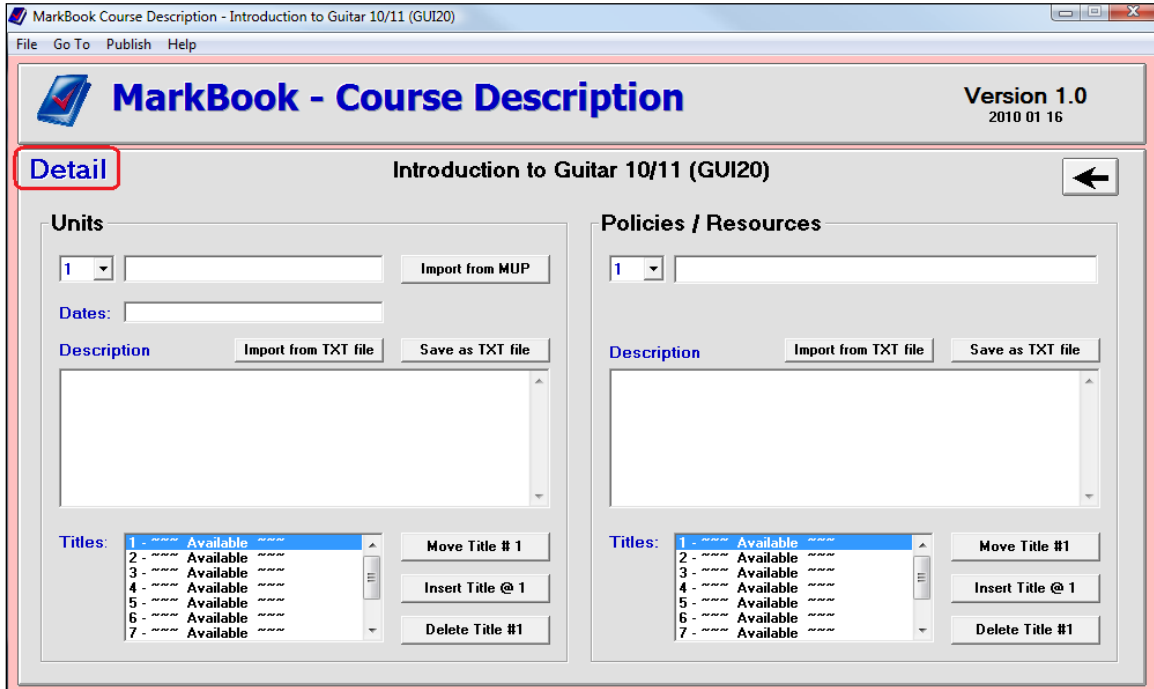 MarkBook Course Description - Introduction to Guitar 10/11 (GUI20)
File Go To Publish Help
MarkBook - Course Description
Version 1.0
2010 01 16
Detail
Introduction to Guitar 10/11 (GUI20)
Units
1
Import from MUP
Dates:
Description
Import from TXT file
Save as TXT file
Titles:
1 - ~~~ Available ~~~
2 - ~~~ Available ~~~
3 - ~~~ Available ~~~
4 - ~~~ Available ~~~
5 - ~~~ Available ~~~
6 - ~~~ Available ~~~
7 - ~~~ Available ~~~
Move Title # 1
Insert Title @ 1
Delete Title #1
Policies / Resources
1
Description
Import from TXT file
Save as TXT file
Titles:
1 - ~~~ Available ~~~
2 - ~~~ Available ~~~
3 - ~~~ Available ~~~
4 - ~~~ Available ~~~
5 - ~~~ Available ~~~
6 - ~~~ Available ~~~
7 - ~~~ Available ~~~
Move Title #1
Insert Title @ 1
Delete Title #1